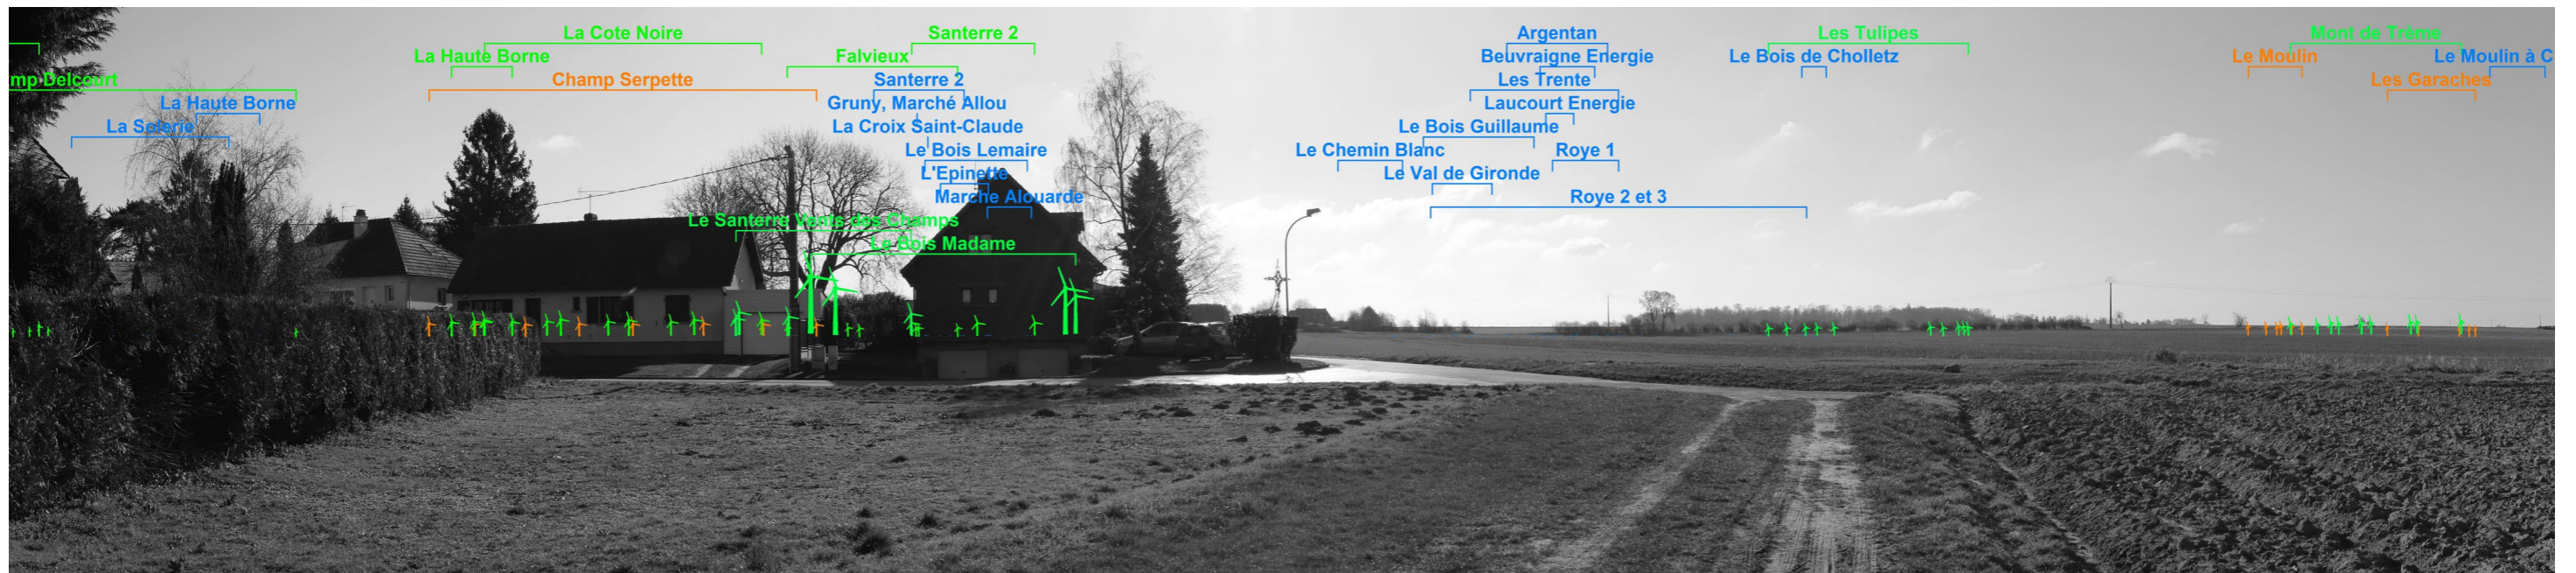 La Cote Noire
Santerre 2
Argentan
Les Tulipes
Mont de Trème
La Haute Borne
Falvieux
Beuvraigne Energie
Le Bois de Cholletz
Le Moulin
Le Moulin à C
mp Delcourt
Champ Serpette
Santerre 2
Les Trente
Les Garaches
La Haute Borne
Gruny, Marché Allou
Laucourt Energie
La Solerie
La Croix Saint-Claude
Le Bois Guillaume
Le Bois Lemaire
Le Chemin Blanc
Roye 1
L'Epinette
Le Val de Gironde
Marche Alouarde
Roye 2 et 3
Le Santerre Vents des Champs
Le Bois Madame